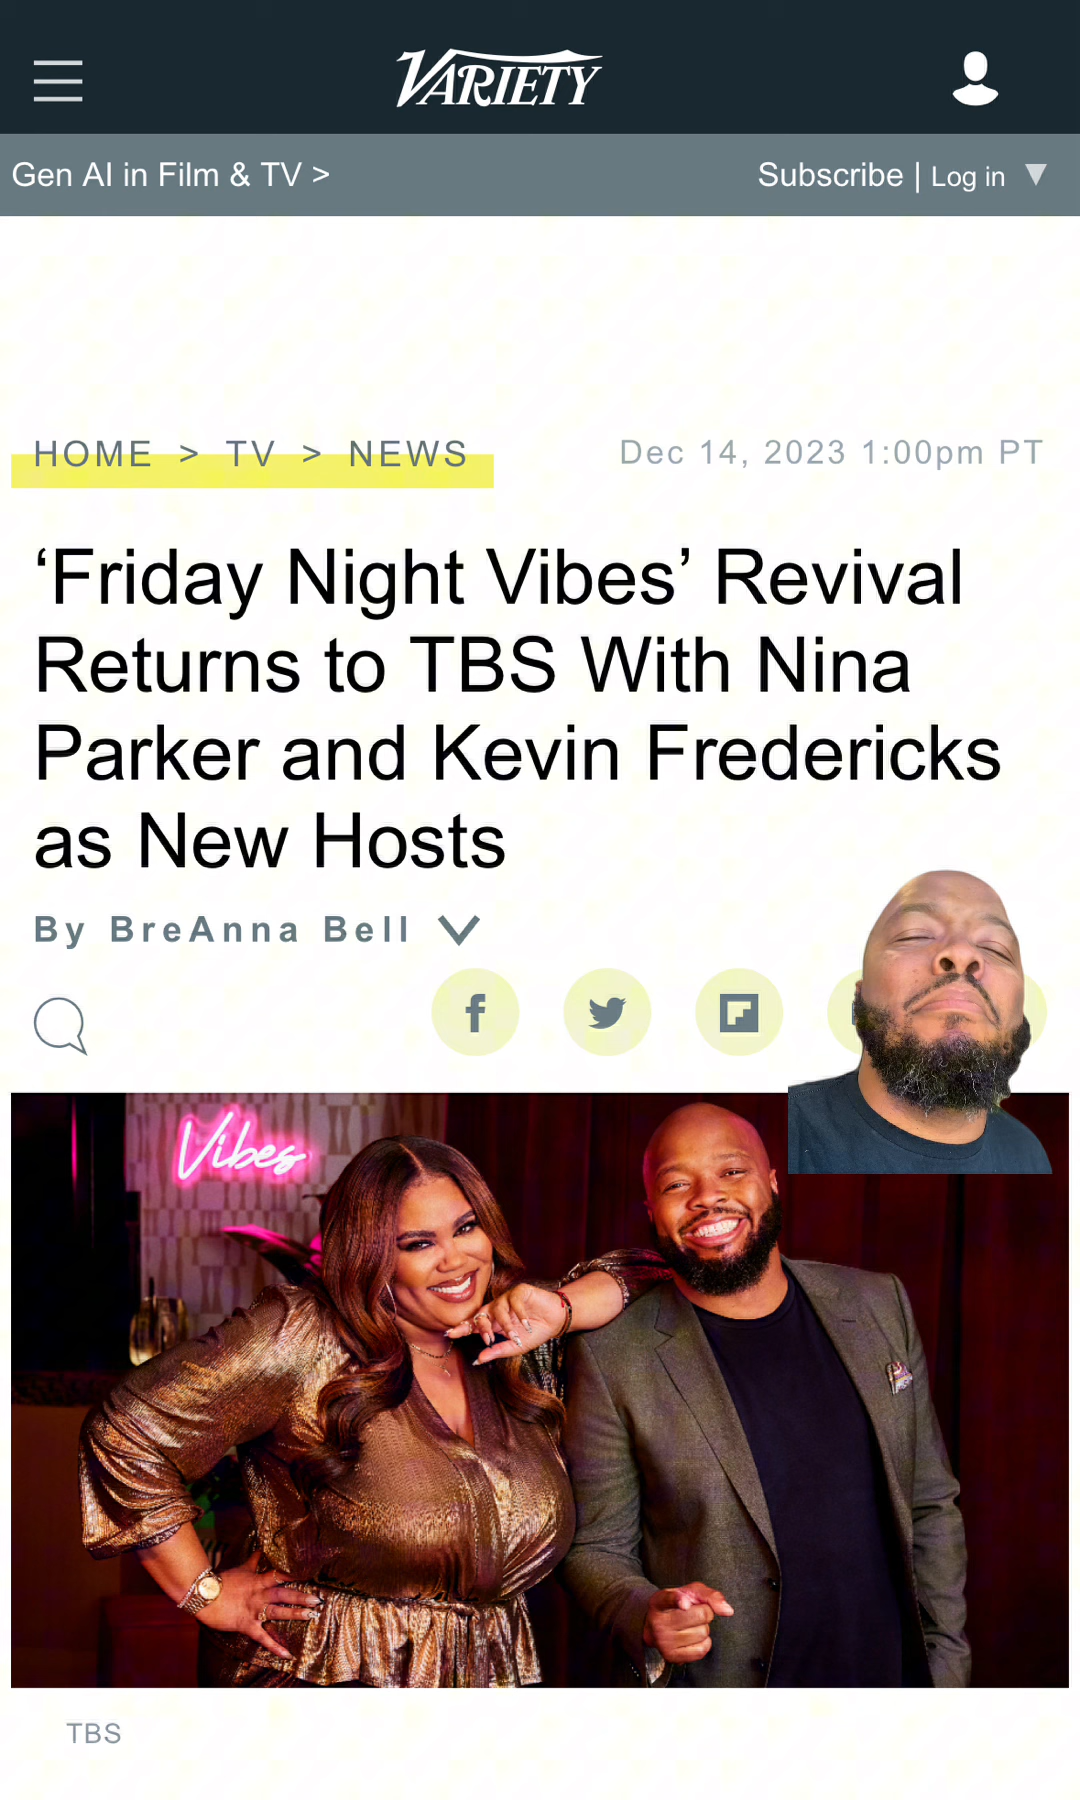 VARIETY
Gen AI in Film & TV >
Subscribe | Log in ▼
HOME > TV > NEWS
Dec 14, 2023 1:00pm PT
‘Friday Night Vibes’ Revival
Returns to TBS With Nina
Parker and Kevin Fredericks
as New Hosts
By BreAnna Bell
Vibes
TBS